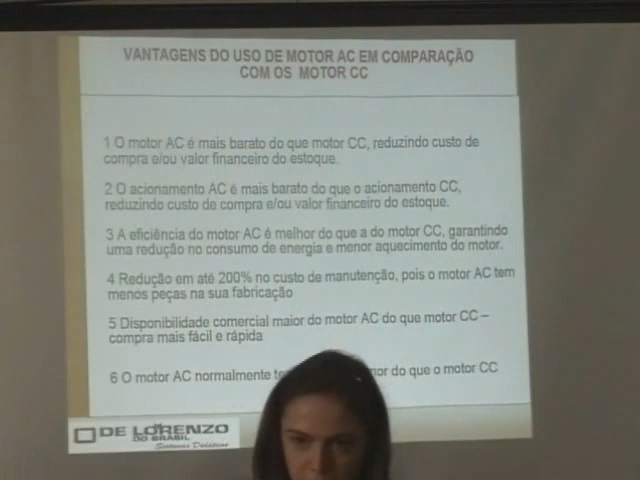 VANTAGENS DO USO DE MOTOR AC EM COMPARAÇÃO
COM OS MOTOR CC
1 O motor AC é mais barato do que motor CC, reduzindo custo de
compra e/ou valor financeiro do estoque.
2 O acionamento AC é mais barato do que o acionamento CC,
reduzindo custo de compra e/ou valor financeiro do estoque.
3 A eficiência do motor AC é melhor do que a do motor CC, garantindo
uma redução no consumo de energia e menor aquecimento do motor.
4 Redução em até 200% no custo de manutenção, pois o motor AC tem
menos peças na sua fabricação
5 Disponibilidade comercial maior do motor AC do que motor CC –
compra mais fácil e rápida
6 O motor AC normalmente do que o motor CC
DE LORENZO
DO BRASIL
Sistemas Didáticos